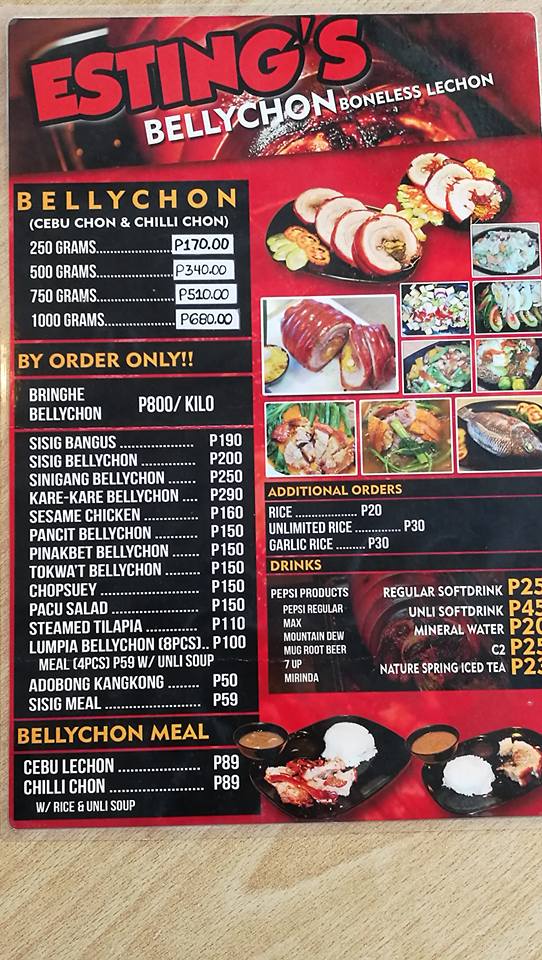 ESTING'S
BELLYCHON BONELESS LECHON
BELLYCHON
(CEBU CHON & CHILLI CHON)
250 GRAMS........................ P170.00
500 GRAMS........................ P340.00
750 GRAMS........................ P510.00
1000 GRAMS...................... P680.00
BY ORDER ONLY!!
BRINGHE
BELLYCHON P800/ KILO
SISIG BANGUS ................... P190
SISIG BELLYCHON .............. P200
SINIGANG BELLYCHON ....... P250
KARE-KARE BELLYCHON .... P290
SESAME CHICKEN .............. P160
PANCIT BELLYCHON ........... P150
PINAKBET BELLYCHON ....... P150
TOKWA'T BELLYCHON ......... P150
CHOPSUEY ........................ P150
PACU SALAD ...................... P150
STEAMED TILAPIA .............. P110
LUMPIA BELLYCHON (8PCS).. P100
MEAL (4PCS) P59 W/ UNLI SOUP
ADOBONG KANGKONG ........ P50
SISIG MEAL ........................ P59
BELLYCHON MEAL
CEBU LECHON ..................... P89
CHILLI CHON ........................ P89
W/ RICE & UNLI SOUP
ADDITIONAL ORDERS
RICE ..................... P20
UNLIMITED RICE .............. P30
GARLIC RICE ......... P30
DRINKS
PEPSI PRODUCTS
PEPSI REGULAR
MAX
MOUNTAIN DEW
MUG ROOT BEER
7 UP
MIRINDA
REGULAR SOFTDRINK P25
UNLI SOFTDRINK P45
MINERAL WATER P20
C2 P25
NATURE SPRING ICED TEA P23